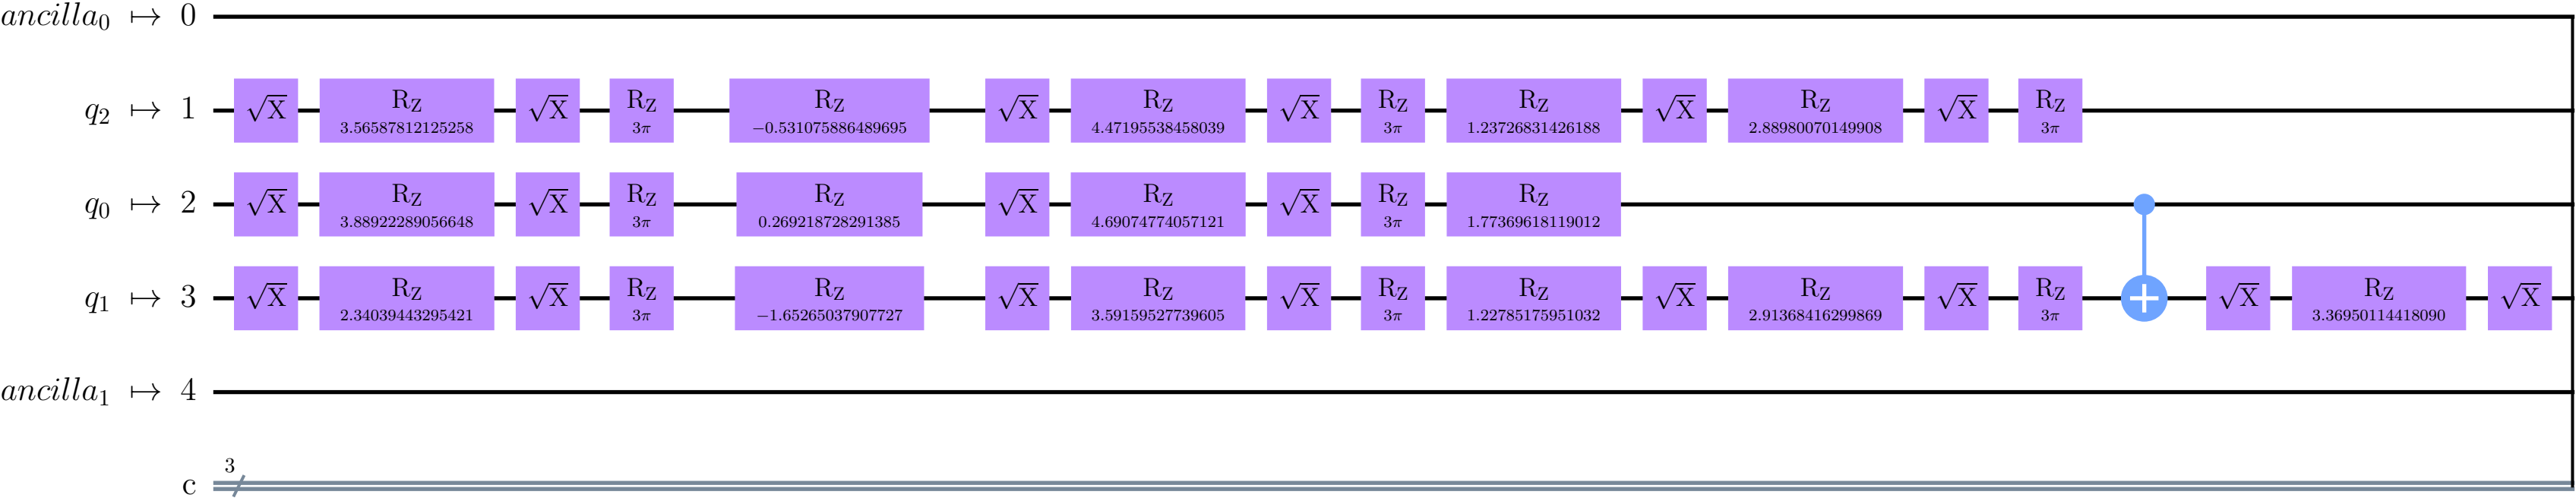 ancilla₀ ↦ 0
q₂ ↦ 1 √X R_Z 3.56587812125258 √X R_Z 3π R_Z −0.531075886489695 √X R_Z 4.47195538458039 √X R_Z 3π R_Z 1.23726831426188 √X R_Z 2.88980070149908 √X R_Z 3π
q₀ ↦ 2 √X R_Z 3.88922289056648 √X R_Z 3π R_Z 0.269218728291385 √X R_Z 4.69074774057121 √X R_Z 3π R_Z 1.77369618119012
q₁ ↦ 3 √X R_Z 2.34039443295421 √X R_Z 3π R_Z −1.65265037907727 √X R_Z 3.59159527739605 √X R_Z 3π R_Z 1.22785175951032 √X R_Z 2.91368416299869 √X R_Z 3π √X R_Z 3.36950114418090 √X
ancilla₁ ↦ 4
3
c